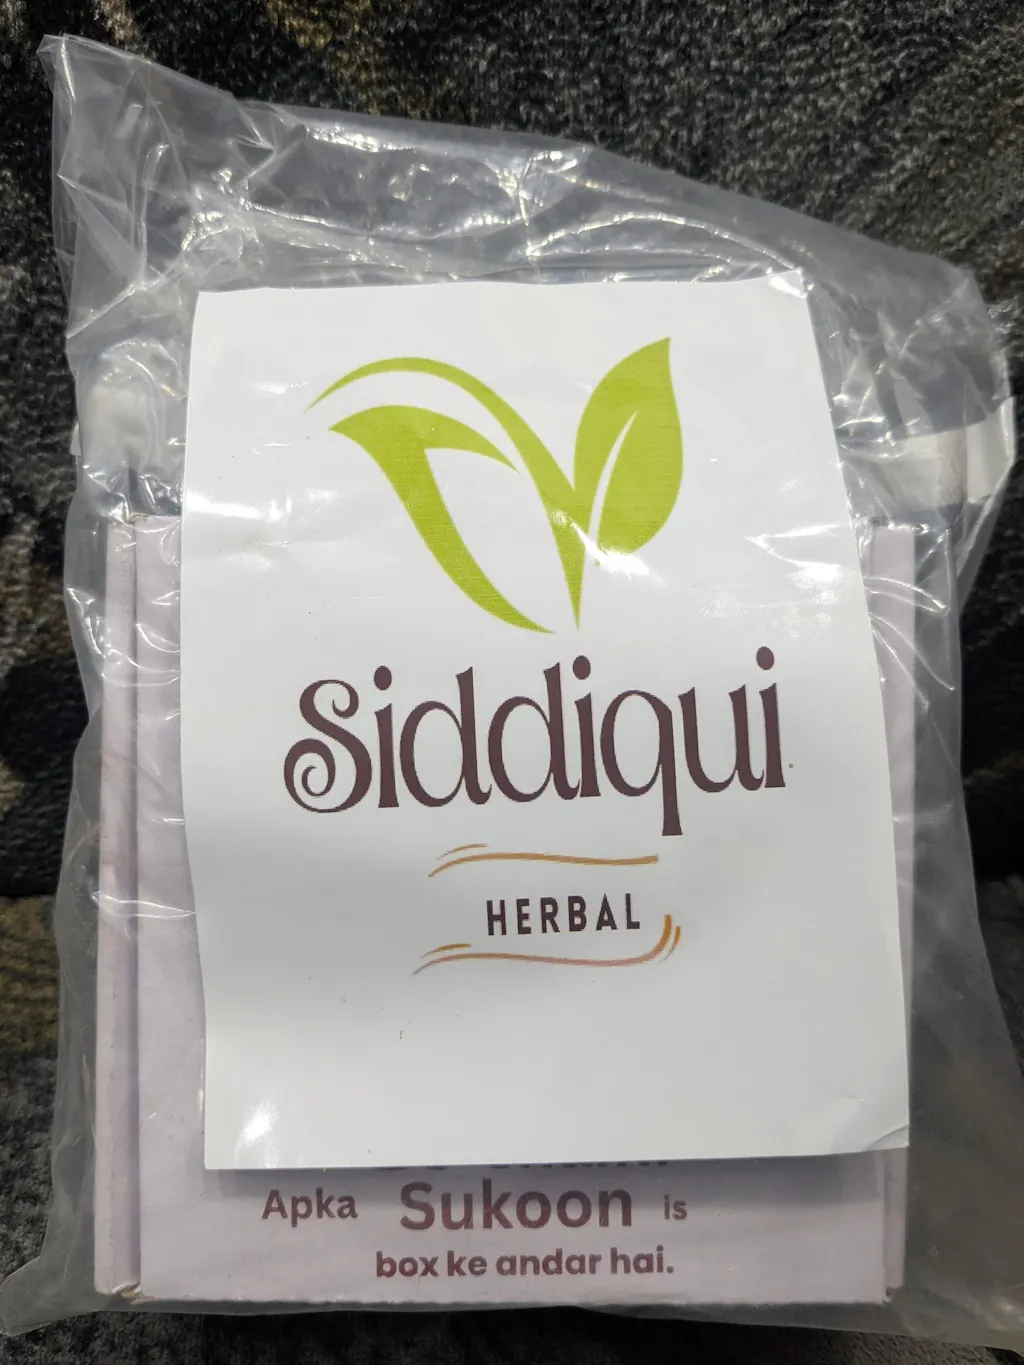 Siddiqui
HERBAL
Apka Sukoon is
box ke andar hai.